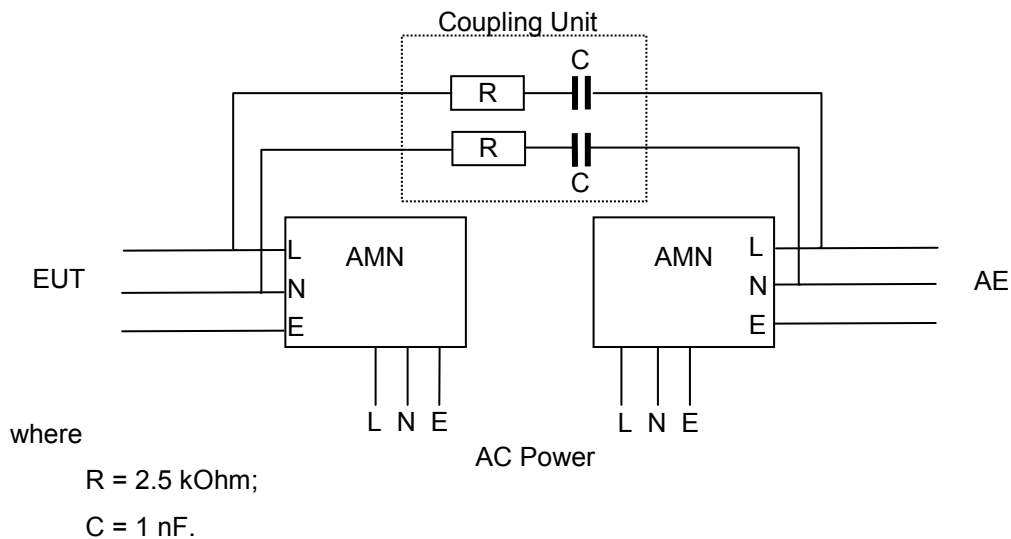 Coupling Unit
C
R
R
C
L
AMN
AMN
L
EUT
N
N
AE
E
E
L N E
L N E
where
AC Power
R = 2.5 kOhm;
C = 1 nF.